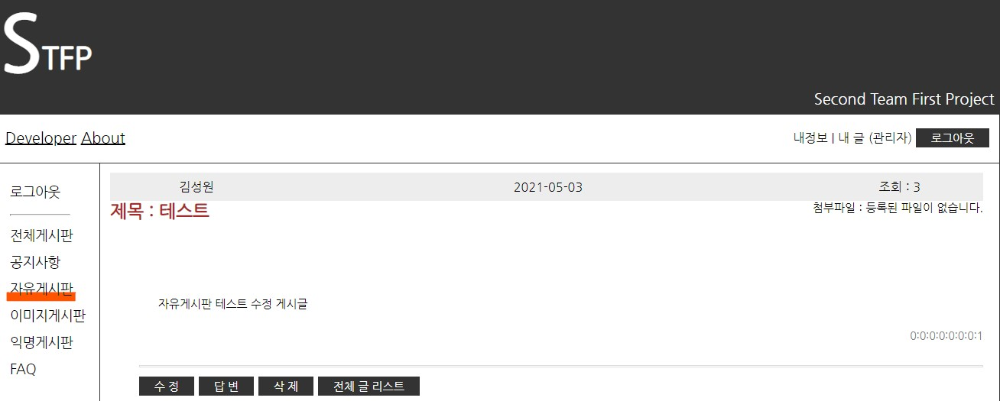 STFP
Second Team First Project
Developer About
내정보 | 내 글 (관리자) 로그아웃
로그아웃
전체게시판
공지사항
자유게시판
이미지게시판
익명게시판
FAQ
김성원 2021-05-03 조회 : 3
제목 : 테스트 첨부파일 : 등록된 파일이 없습니다.
자유게시판 테스트 수정 게시글
0:0:0:0:0:0:0:1
수 정 답 변 삭 제 전체 글 리스트